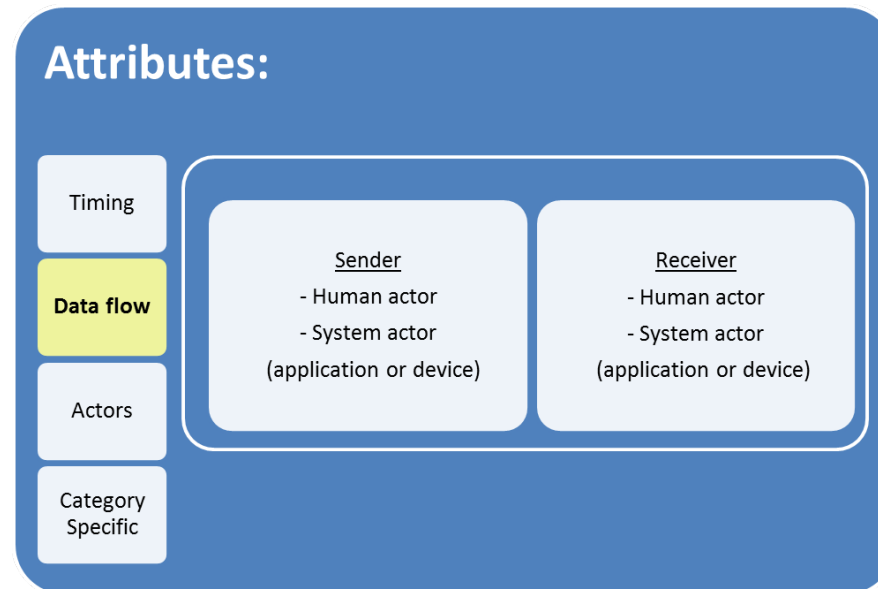 Attributes:
Timing
Data flow
Actors
Category
Specific
Sender
- Human actor
- System actor
(application or device)
Receiver
- Human actor
- System actor
(application or device)